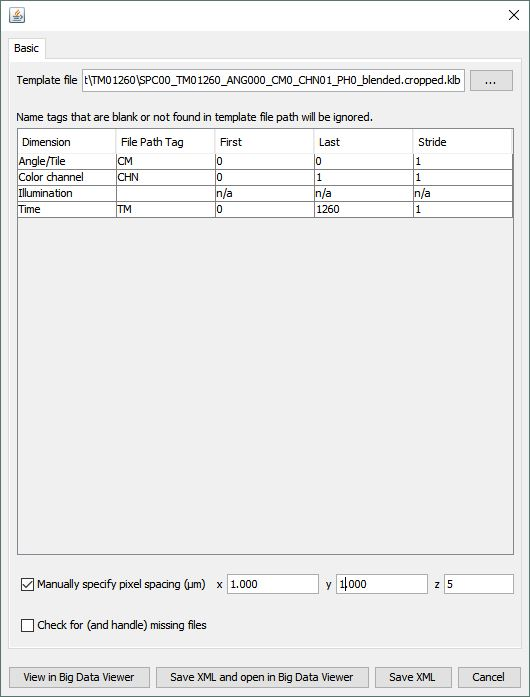 Basic
Template file t\TM01260\SPC00_TM01260_ANG000_CM0_CHN01_PH0_blended.cropped.klb ...
Name tags that are blank or not found in template file path will be ignored.
Dimension File Path Tag First Last Stride
Angle/Tile CM 0 0 1
Color channel CHN 0 1 1
Illumination n/a n/a n/a
Time TM 0 1260 1
Manually specify pixel spacing (µm) x 1.000 y 1.000 z 5
Check for (and handle) missing files
View in Big Data Viewer Save XML and open in Big Data Viewer Save XML Cancel